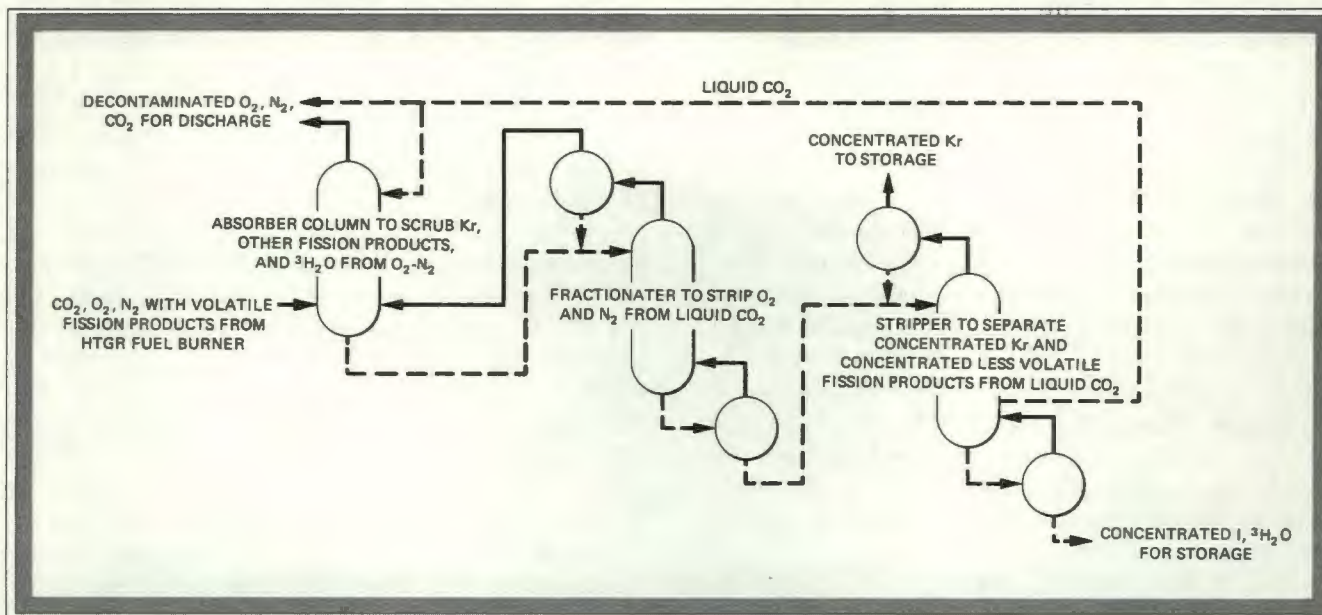 LIQUID CO₂
DECONTAMINATED O₂, N₂,
CO₂ FOR DISCHARGE
CONCENTRATED Kr
TO STORAGE
ABSORBER COLUMN TO SCRUB Kr,
OTHER FISSION PRODUCTS,
AND ³H₂O FROM O₂-N₂
CO₂, O₂, N₂ WITH VOLATILE
FISSION PRODUCTS FROM
HTGR FUEL BURNER
FRACTIONATER TO STRIP O₂
AND N₂ FROM LIQUID CO₂
STRIPPER TO SEPARATE
CONCENTRATED Kr AND
CONCENTRATED LESS VOLATILE
FISSION PRODUCTS FROM LIQUID CO₂
CONCENTRATED I, ³H₂O
FOR STORAGE